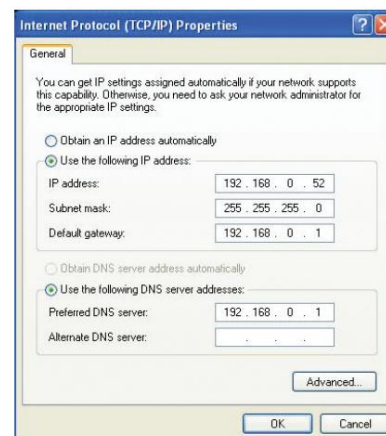 Internet Protocol (TCP/IP) Properties
General
You can get IP settings assigned automatically if your network supports
this capability. Otherwise, you need to ask your network administrator for
the appropriate IP settings.
Obtain an IP address automatically
Use the following IP address:
IP address: 192 . 168 . 0 . 52
Subnet mask: 255 . 255 . 255 . 0
Default gateway: 192 . 168 . 0 . 1
Obtain DNS server address automatically
Use the following DNS server addresses:
Preferred DNS server: 192 . 168 . 0 . 1
Alternate DNS server: . . .
Advanced...
OK Cancel